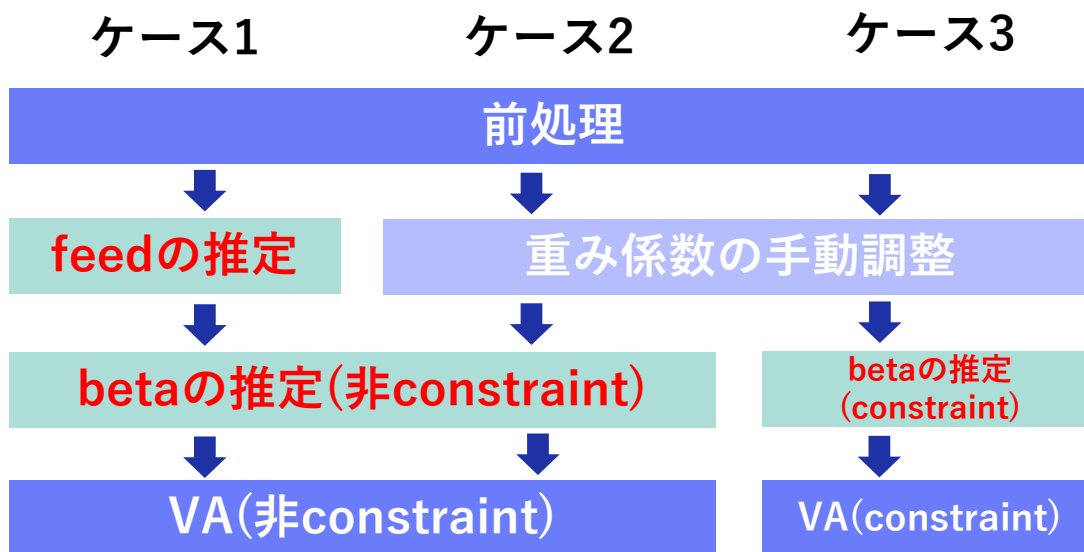 ケース1
ケース2
ケース3
前処理
feedの推定
重み係数の手動調整
betaの推定(非constraint)
betaの推定
(constraint)
VA(非constraint)
VA(constraint)